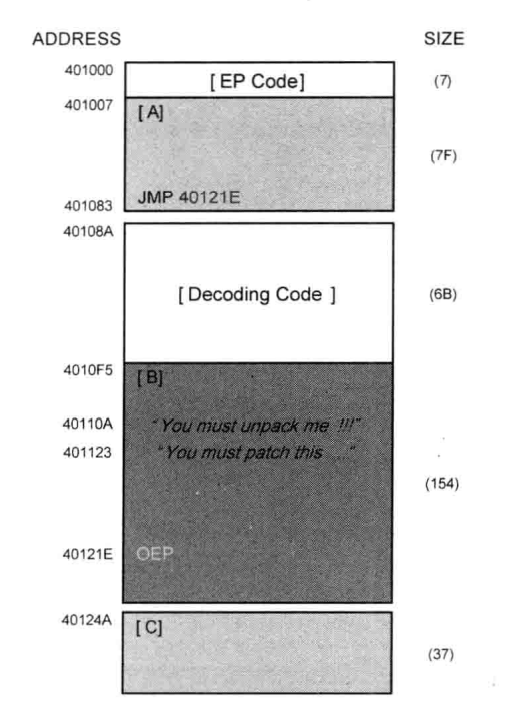 ADDRESS SIZE
401000 [ EP Code] (7)
401007 [ A]
(7F)
JMP 40121E
401083
40108A
[ Decoding Code ] (6B)
4010F5 [ B]
40110A "You must unpack me !!!"
401123 "You must patch this ..."
(154)
40121E OEP
40124A [ C]
(37)